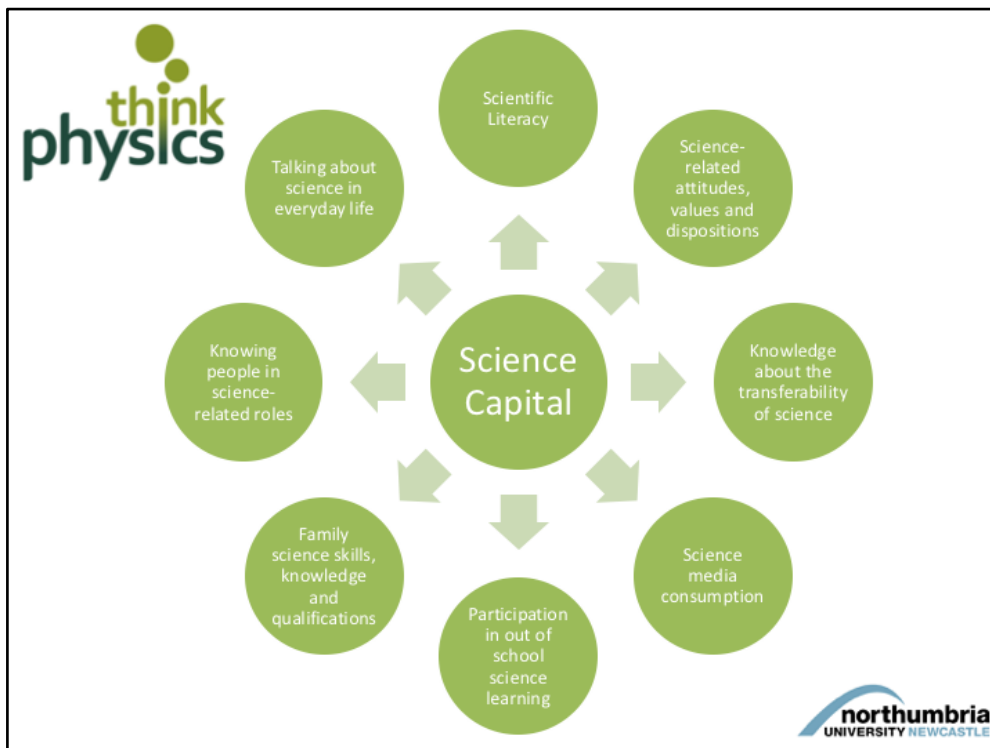 think
physics
Scientific
Literacy
Science-
related
attitudes,
values and
dispositions
Knowledge
about the
transferability
of science
Science
media
consumption
Participation
in out of
school
science
learning
Family
science skills,
knowledge
and
qualifications
Knowing
people in
science-
related roles
Talking about
science in
everyday life
Science
Capital
northumbria
UNIVERSITY NEWCASTLE